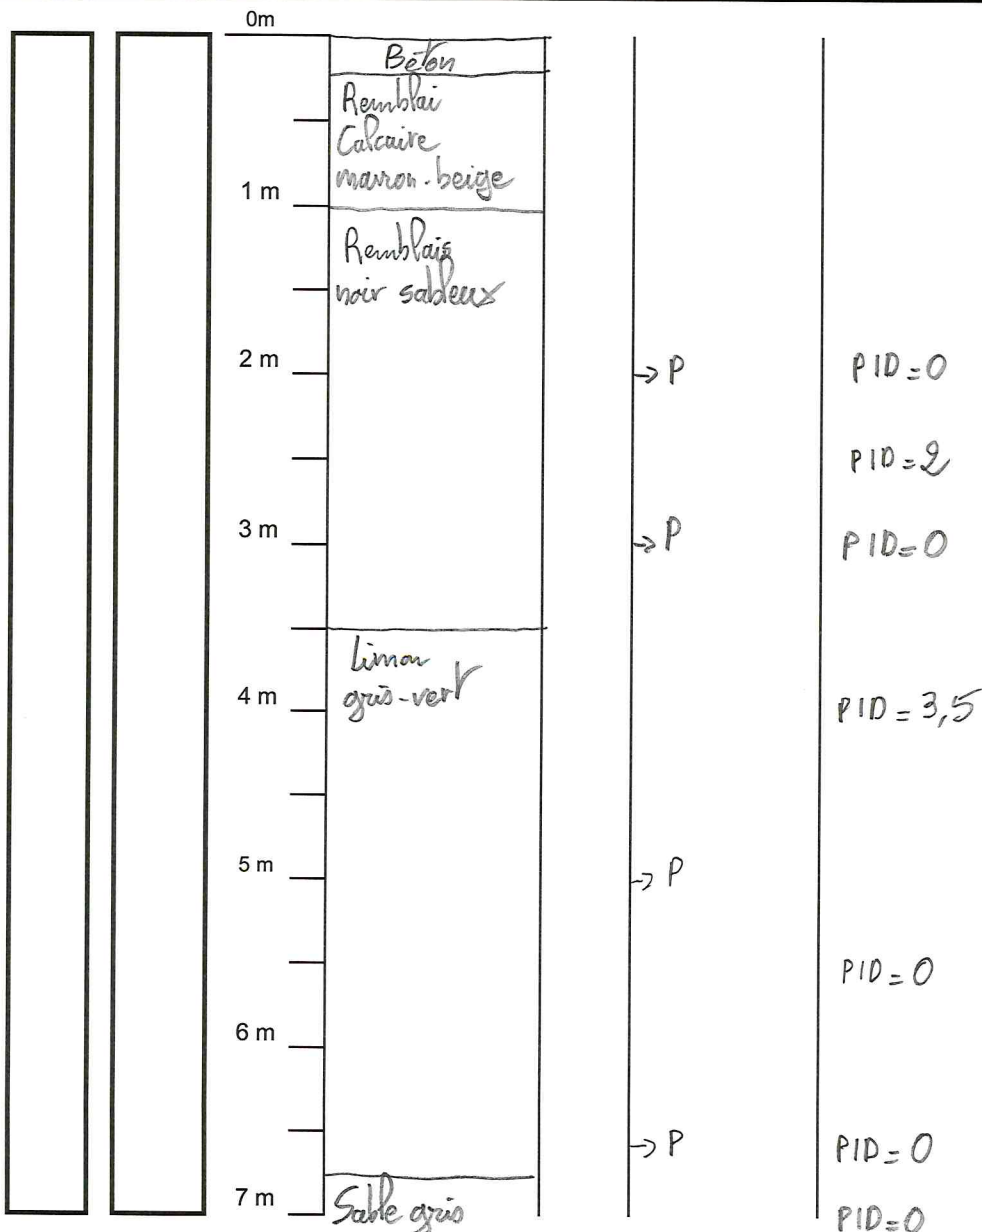 0m
Béton
Remblai
Calcaire
marron-beige
1 m
Remblais
noir sableux
2 m → P PID=0
PID=2
3 m → P PID=0
Limon
gris-vert
4 m PID=3,5
5 m → P
PID=0
6 m
→ P PID=0
7 m Sable gris PID=0